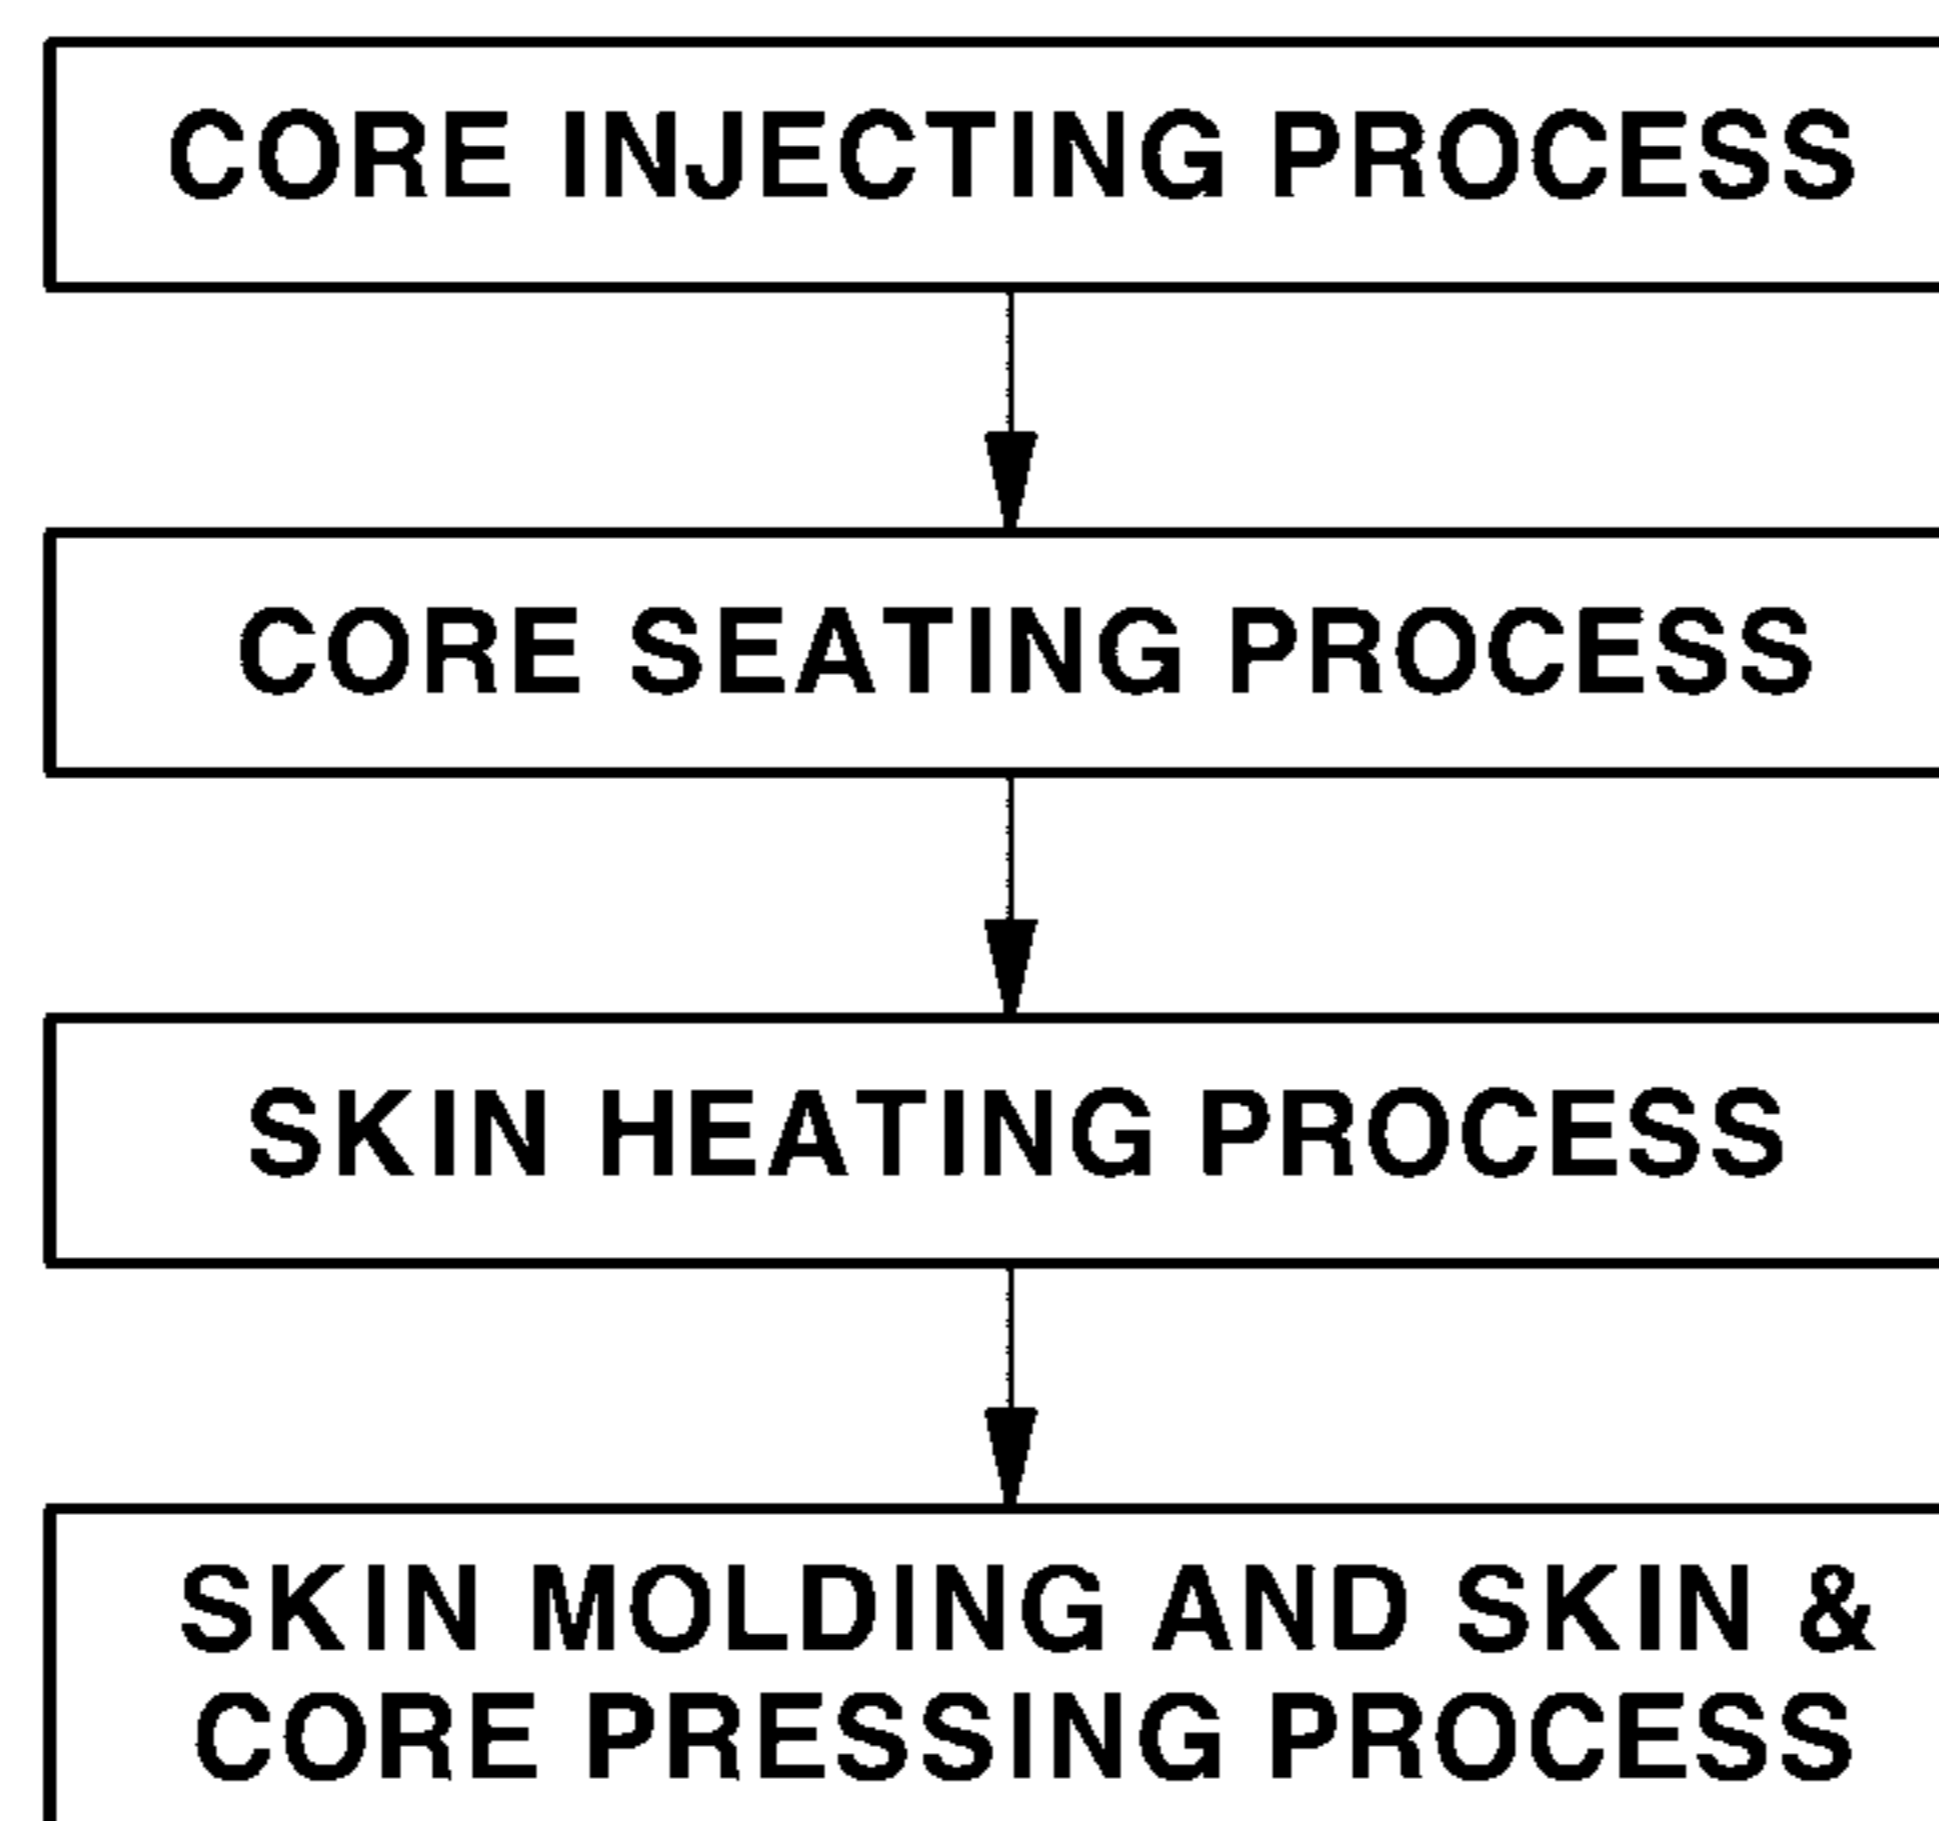 CORE INJECTING PROCESS
CORE SEATING PROCESS
SKIN HEATING PROCESS
SKIN MOLDING AND SKIN &
CORE PRESSING PROCESS